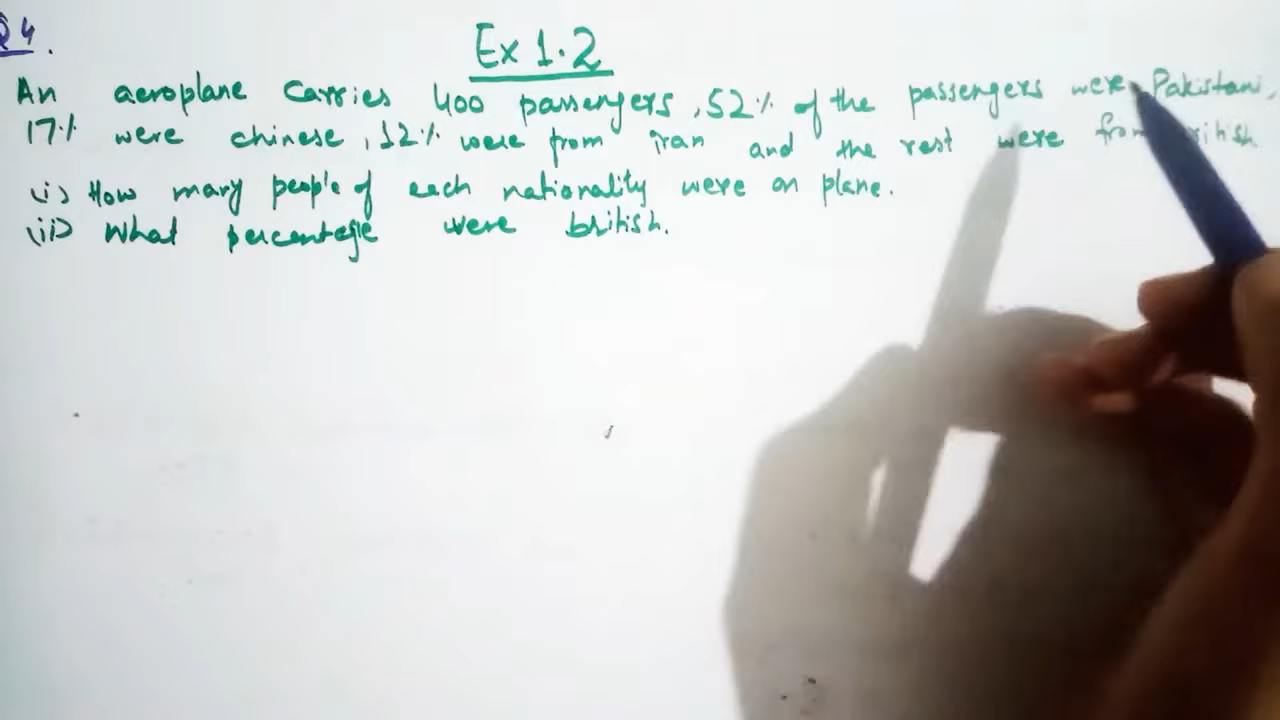 Q4.
Ex 1.2
An aeroplane carries 400 passengers, 52% of the passengers were Pakistani,
17% were chinese, 12% were from iran and the rest were from
(i) How many people of each nationality were on plane.
(ii) What percentage were british.